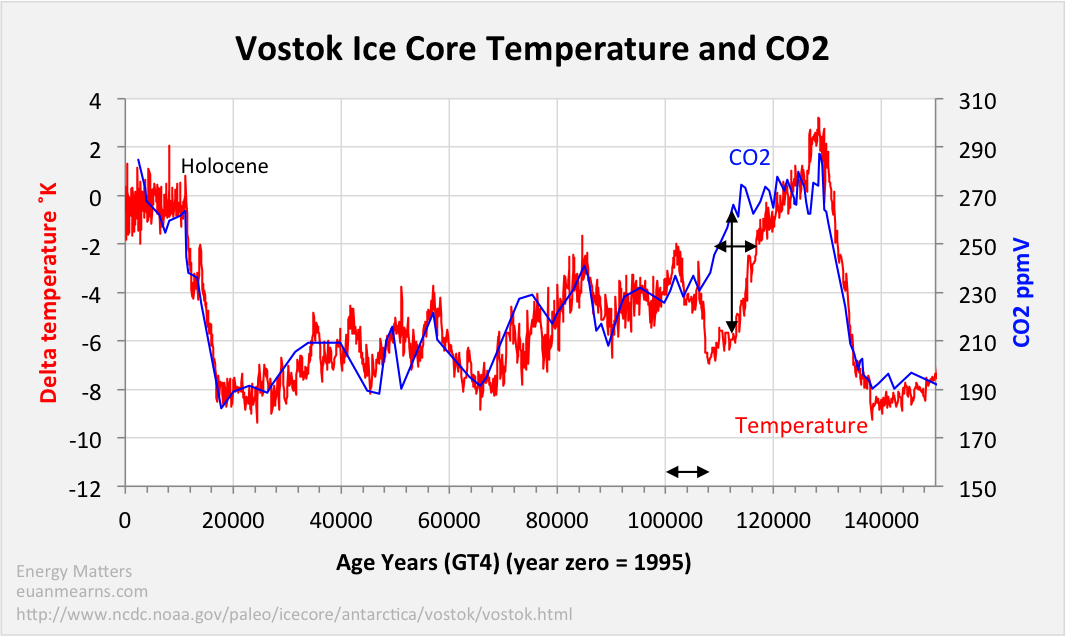 Vostok Ice Core Temperature and CO2
4
2
0
-2
-4
-6
-8
-10
-12
Delta temperature ˚K
310
290
270
250
230
210
190
170
150
CO2 ppmV
Holocene
CO2
Temperature
0 20000 40000 60000 80000 100000 120000 140000
Age Years (GT4) (year zero = 1995)
Energy Matters
euanmearns.com
http://www.ncdc.noaa.gov/paleo/icecore/antarctica/vostok/vostok.html